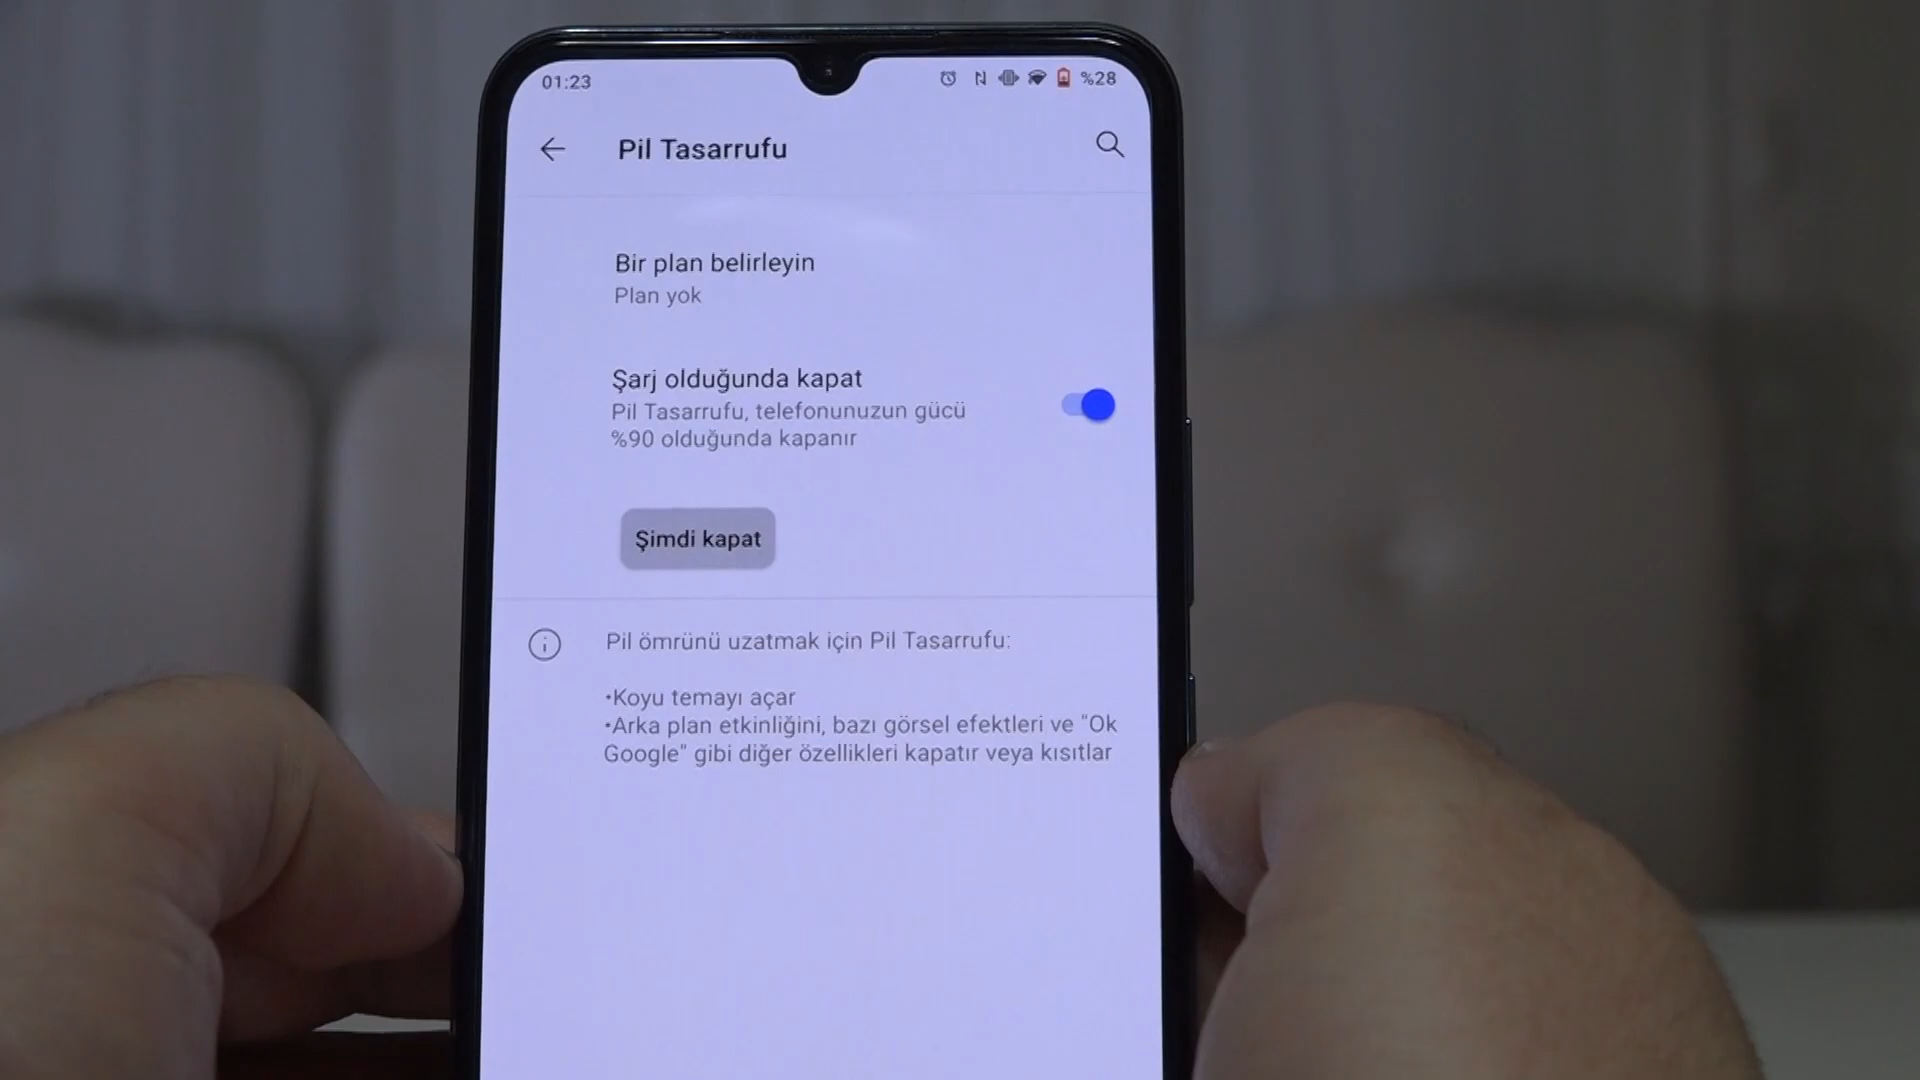 01:23
%28
Pil Tasarrufu
Bir plan belirleyin
Plan yok
Şarj olduğunda kapat
Pil Tasarrufu, telefonunuzun gücü
%90 olduğunda kapanır
Şimdi kapat
Pil ömrünü uzatmak için Pil Tasarrufu:
•Koyu temayı açar
•Arka plan etkinliğini, bazı görsel efektleri ve "Ok
Google" gibi diğer özellikleri kapatır veya kısıtlar